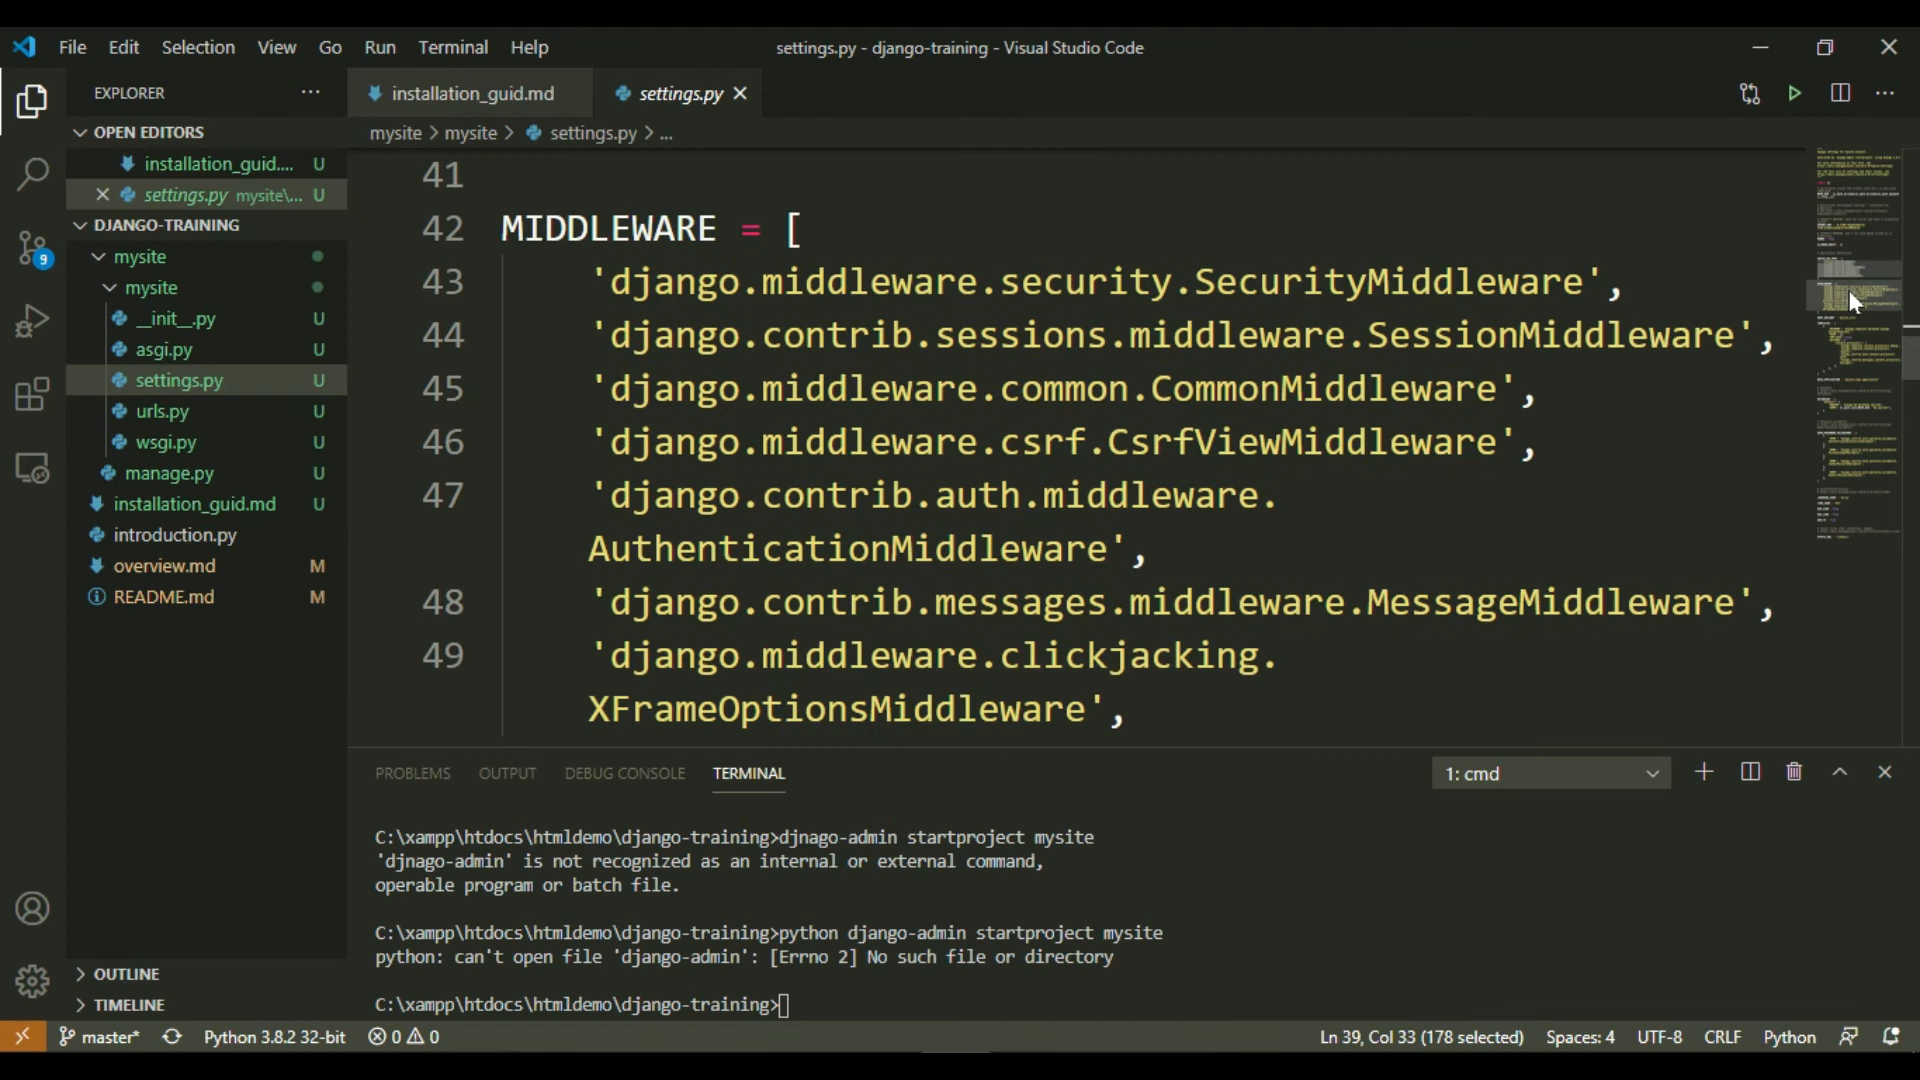 File Edit Selection View Go Run Terminal Help
settings.py - django-training - Visual Studio Code
EXPLORER
OPEN EDITORS
installation_guid.... U
settings.py mysite\... U
DJANGO-TRAINING
mysite
mysite
__init__.py U
asgi.py U
settings.py U
urls.py U
wsgi.py U
manage.py U
installation_guid.md U
introduction.py
overview.md M
README.md M
OUTLINE
TIMELINE
9
installation_guid.md
settings.py
mysite > mysite > settings.py > ...
41
42 MIDDLEWARE = [
43 'django.middleware.security.SecurityMiddleware',
44 'django.contrib.sessions.middleware.SessionMiddleware',
45 'django.middleware.common.CommonMiddleware',
46 'django.middleware.csrf.CsrfViewMiddleware',
47 'django.contrib.auth.middleware.
AuthenticationMiddleware',
48 'django.contrib.messages.middleware.MessageMiddleware',
49 'django.middleware.clickjacking.
XFrameOptionsMiddleware',
PROBLEMS OUTPUT DEBUG CONSOLE TERMINAL
1: cmd
C:\xampp\htdocs\htmldemo\django-training>djnago-admin startproject mysite
'djnago-admin' is not recognized as an internal or external command,
operable program or batch file.
C:\xampp\htdocs\htmldemo\django-training>python django-admin startproject mysite
python: can't open file 'django-admin': [Errno 2] No such file or directory
C:\xampp\htdocs\htmldemo\django-training>
master* Python 3.8.2 32-bit 0 0
Ln 39, Col 33 (178 selected) Spaces: 4 UTF-8 CRLF Python